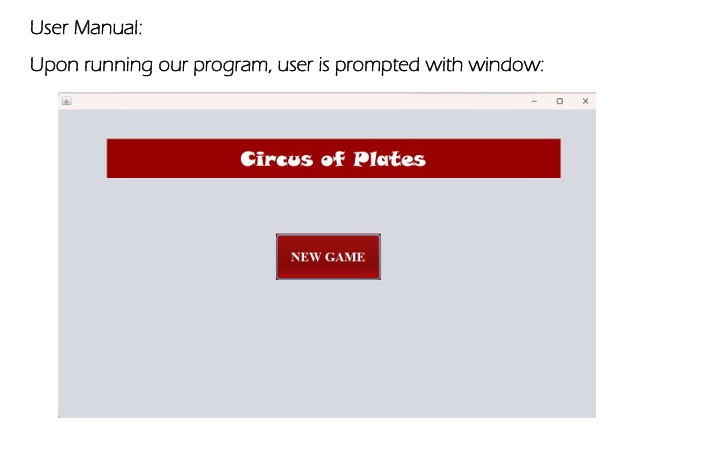 User Manual:
Upon running our program, user is prompted with window:
Circus of Plates
NEW GAME